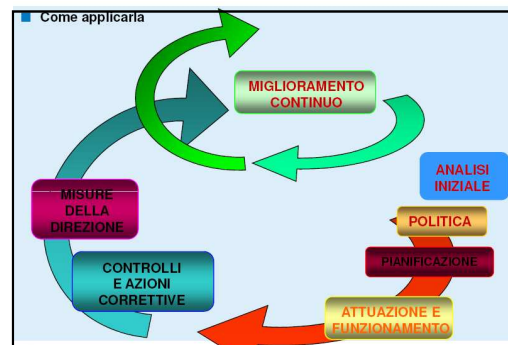 Come applicarla
MIGLIORAMENTO
CONTINUO
ANALISI
INIZIALE
POLITICA
PIANIFICAZIONE
ATTUAZIONE E
FUNZIONAMENTO
CONTROLLI
E AZIONI
CORRETTIVE
MISURE
DELLA
DIREZIONE